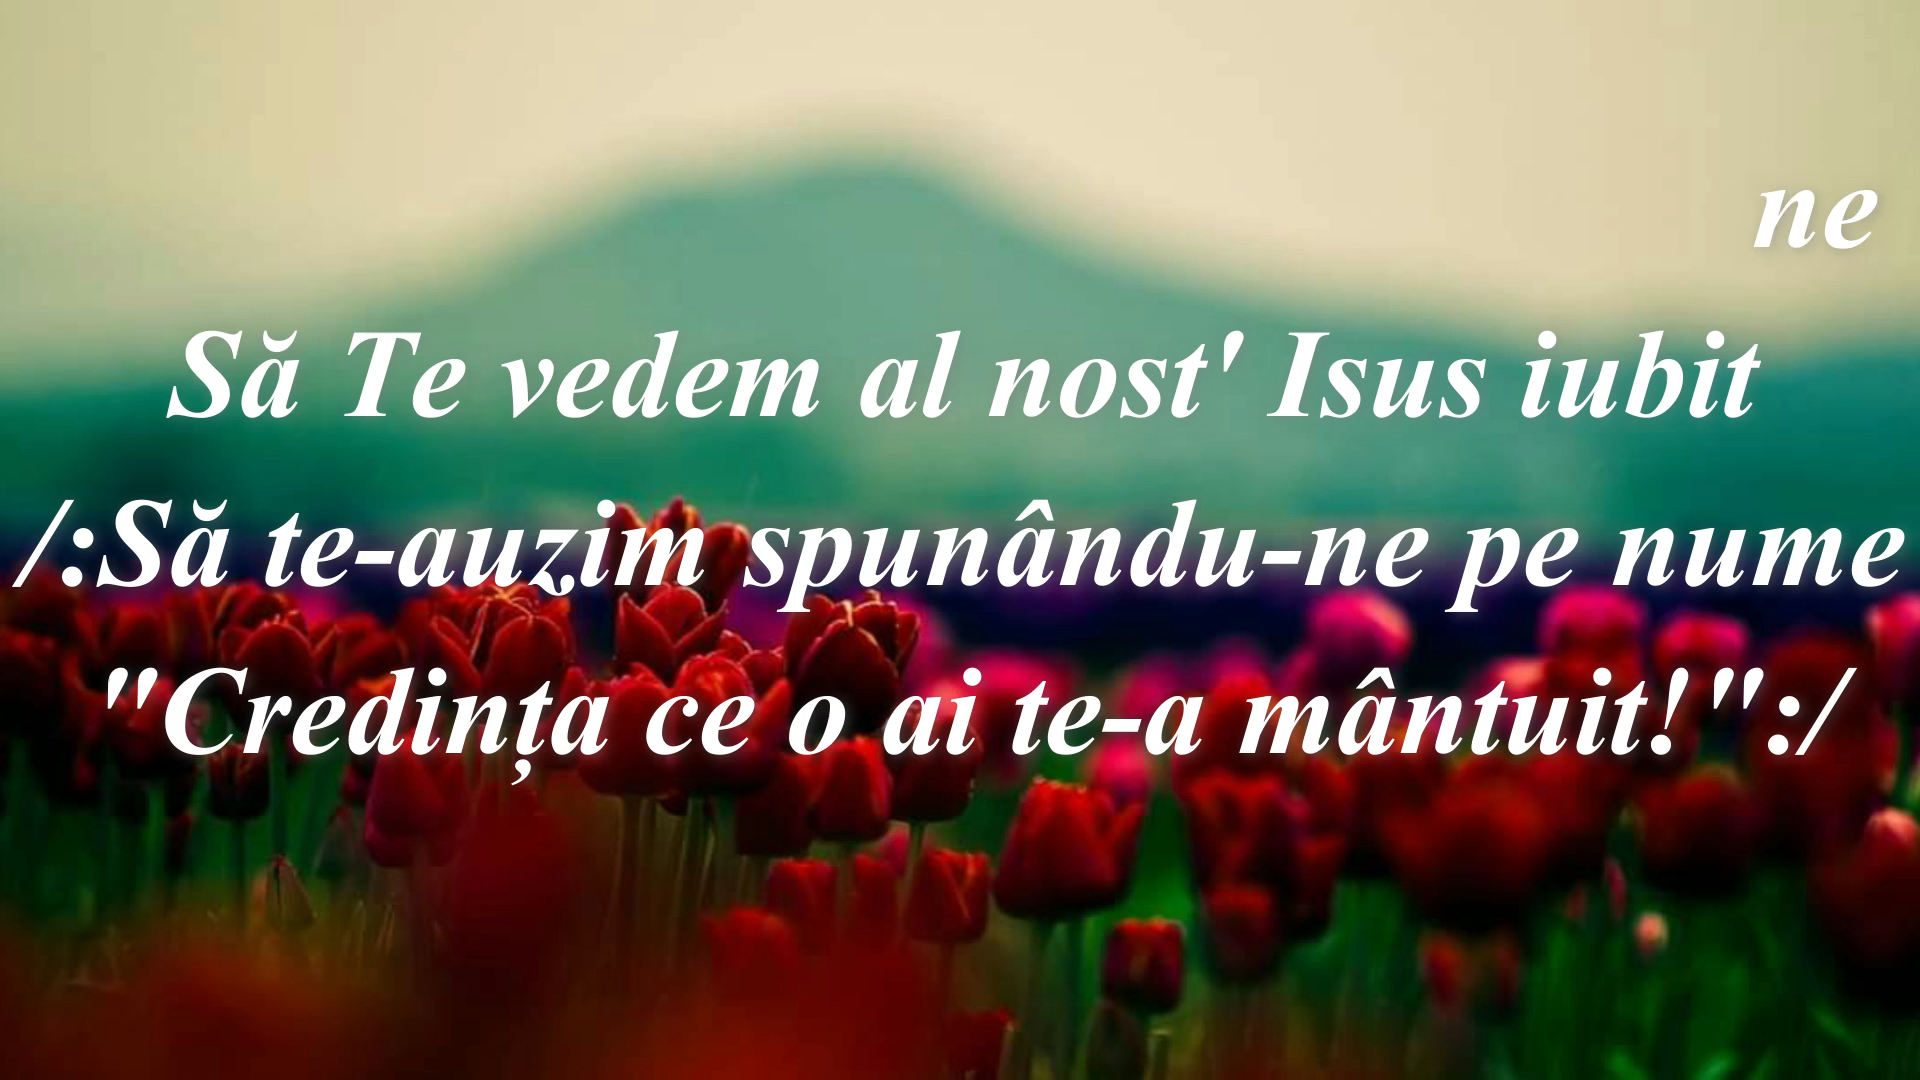 ne
Să Te vedem al nost' Isus iubit
/:Să te-auzim spunându-ne pe nume
"Credința ce o ai te-a mântuit!":/